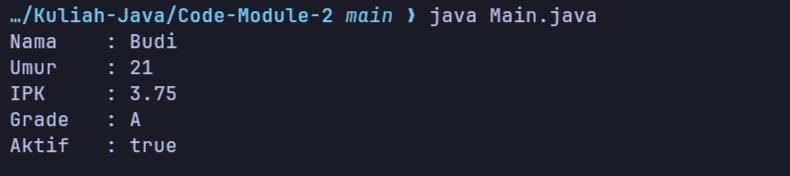 …/Kuliah-Java/Code-Module-2 main ❯ java Main.java
Nama    : Budi
Umur    : 21
IPK     : 3.75
Grade   : A
Aktif   : true